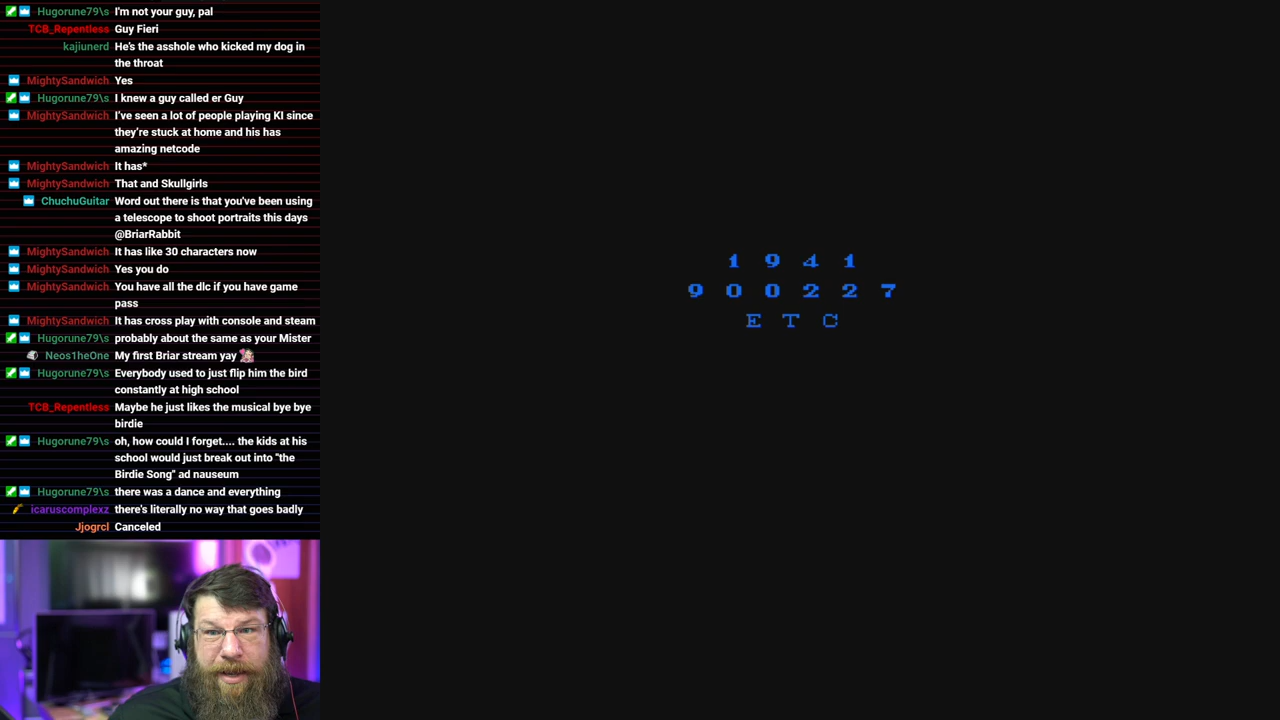 Hugorune79\s I'm not your guy, pal
TCB_Repentless Guy Fieri
kajiunerd He's the asshole who kicked my dog in
the throat
MightySandwich Yes
Hugorune79\s I knew a guy called er Guy
MightySandwich I've seen a lot of people playing KI since
they're stuck at home and his has
amazing netcode
MightySandwich It has*
MightySandwich That and Skullgirls
ChuchuGuitar Word out there is that you've been using
a telescope to shoot portraits this days
@BriarRabbit
MightySandwich It has like 30 characters now
MightySandwich Yes you do
MightySandwich You have all the dlc if you have game
pass
MightySandwich It has cross play with console and steam
Hugorune79\s probably about the same as your Mister
Neos1heOne My first Briar stream yay
Hugorune79\s Everybody used to just flip him the bird
constantly at high school
TCB_Repentless Maybe he just likes the musical bye bye
birdie
Hugorune79\s oh, how could I forget.... the kids at his
school would just break out into "the
Birdie Song" ad nauseum
Hugorune79\s there was a dance and everything
icaruscomplexz there's literally no way that goes badly
Jjogrcl Canceled
1 9 4 1
9 0 0 2 2 7
E T C